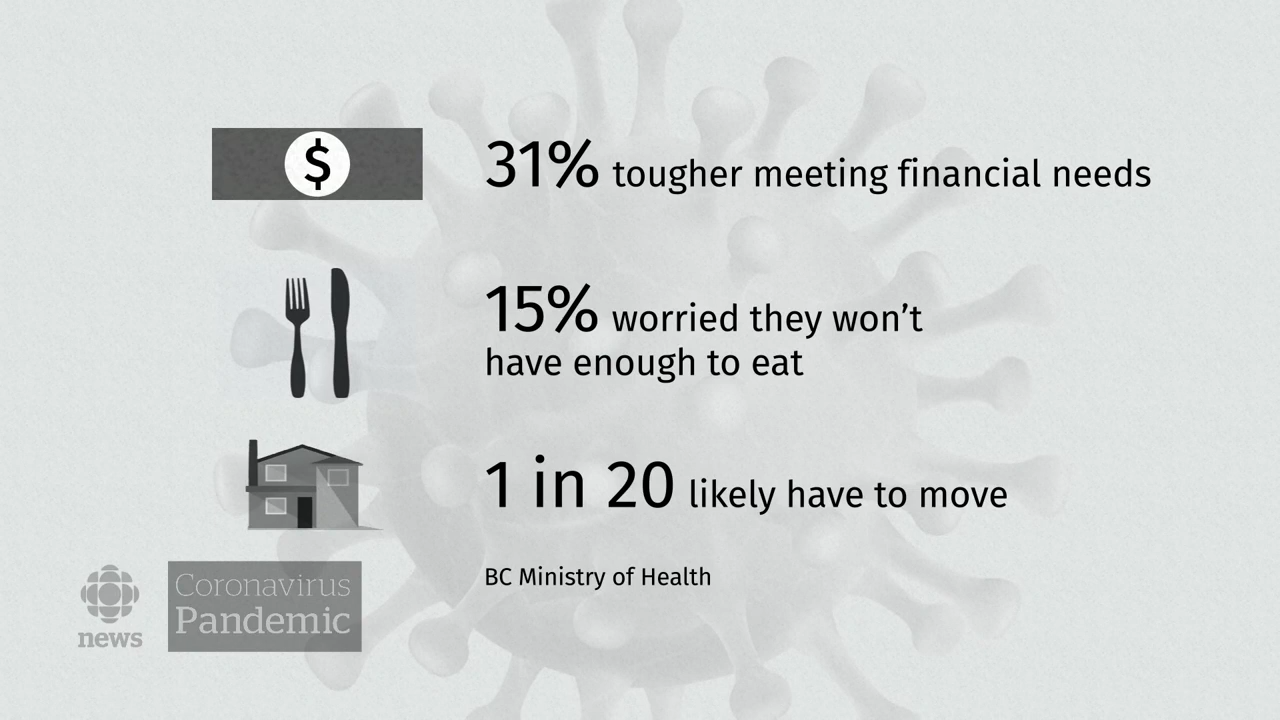 $
31% tougher meeting financial needs
15% worried they won’t
have enough to eat
1 in 20 likely have to move
BC Ministry of Health
news
Coronavirus
Pandemic